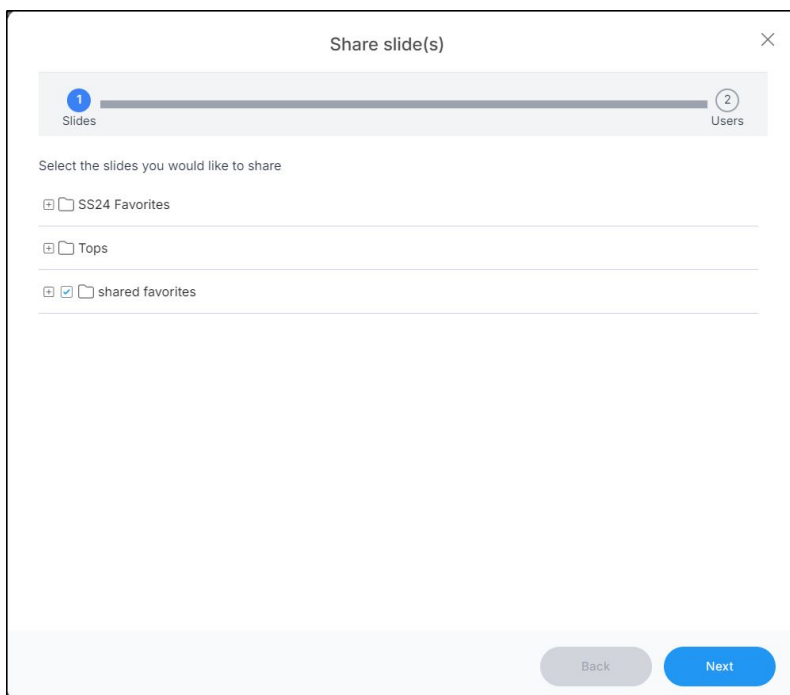 Share slide(s)
1
2
Slides
Users
Select the slides you would like to share
SS24 Favorites
Tops
shared favorites
Back
Next